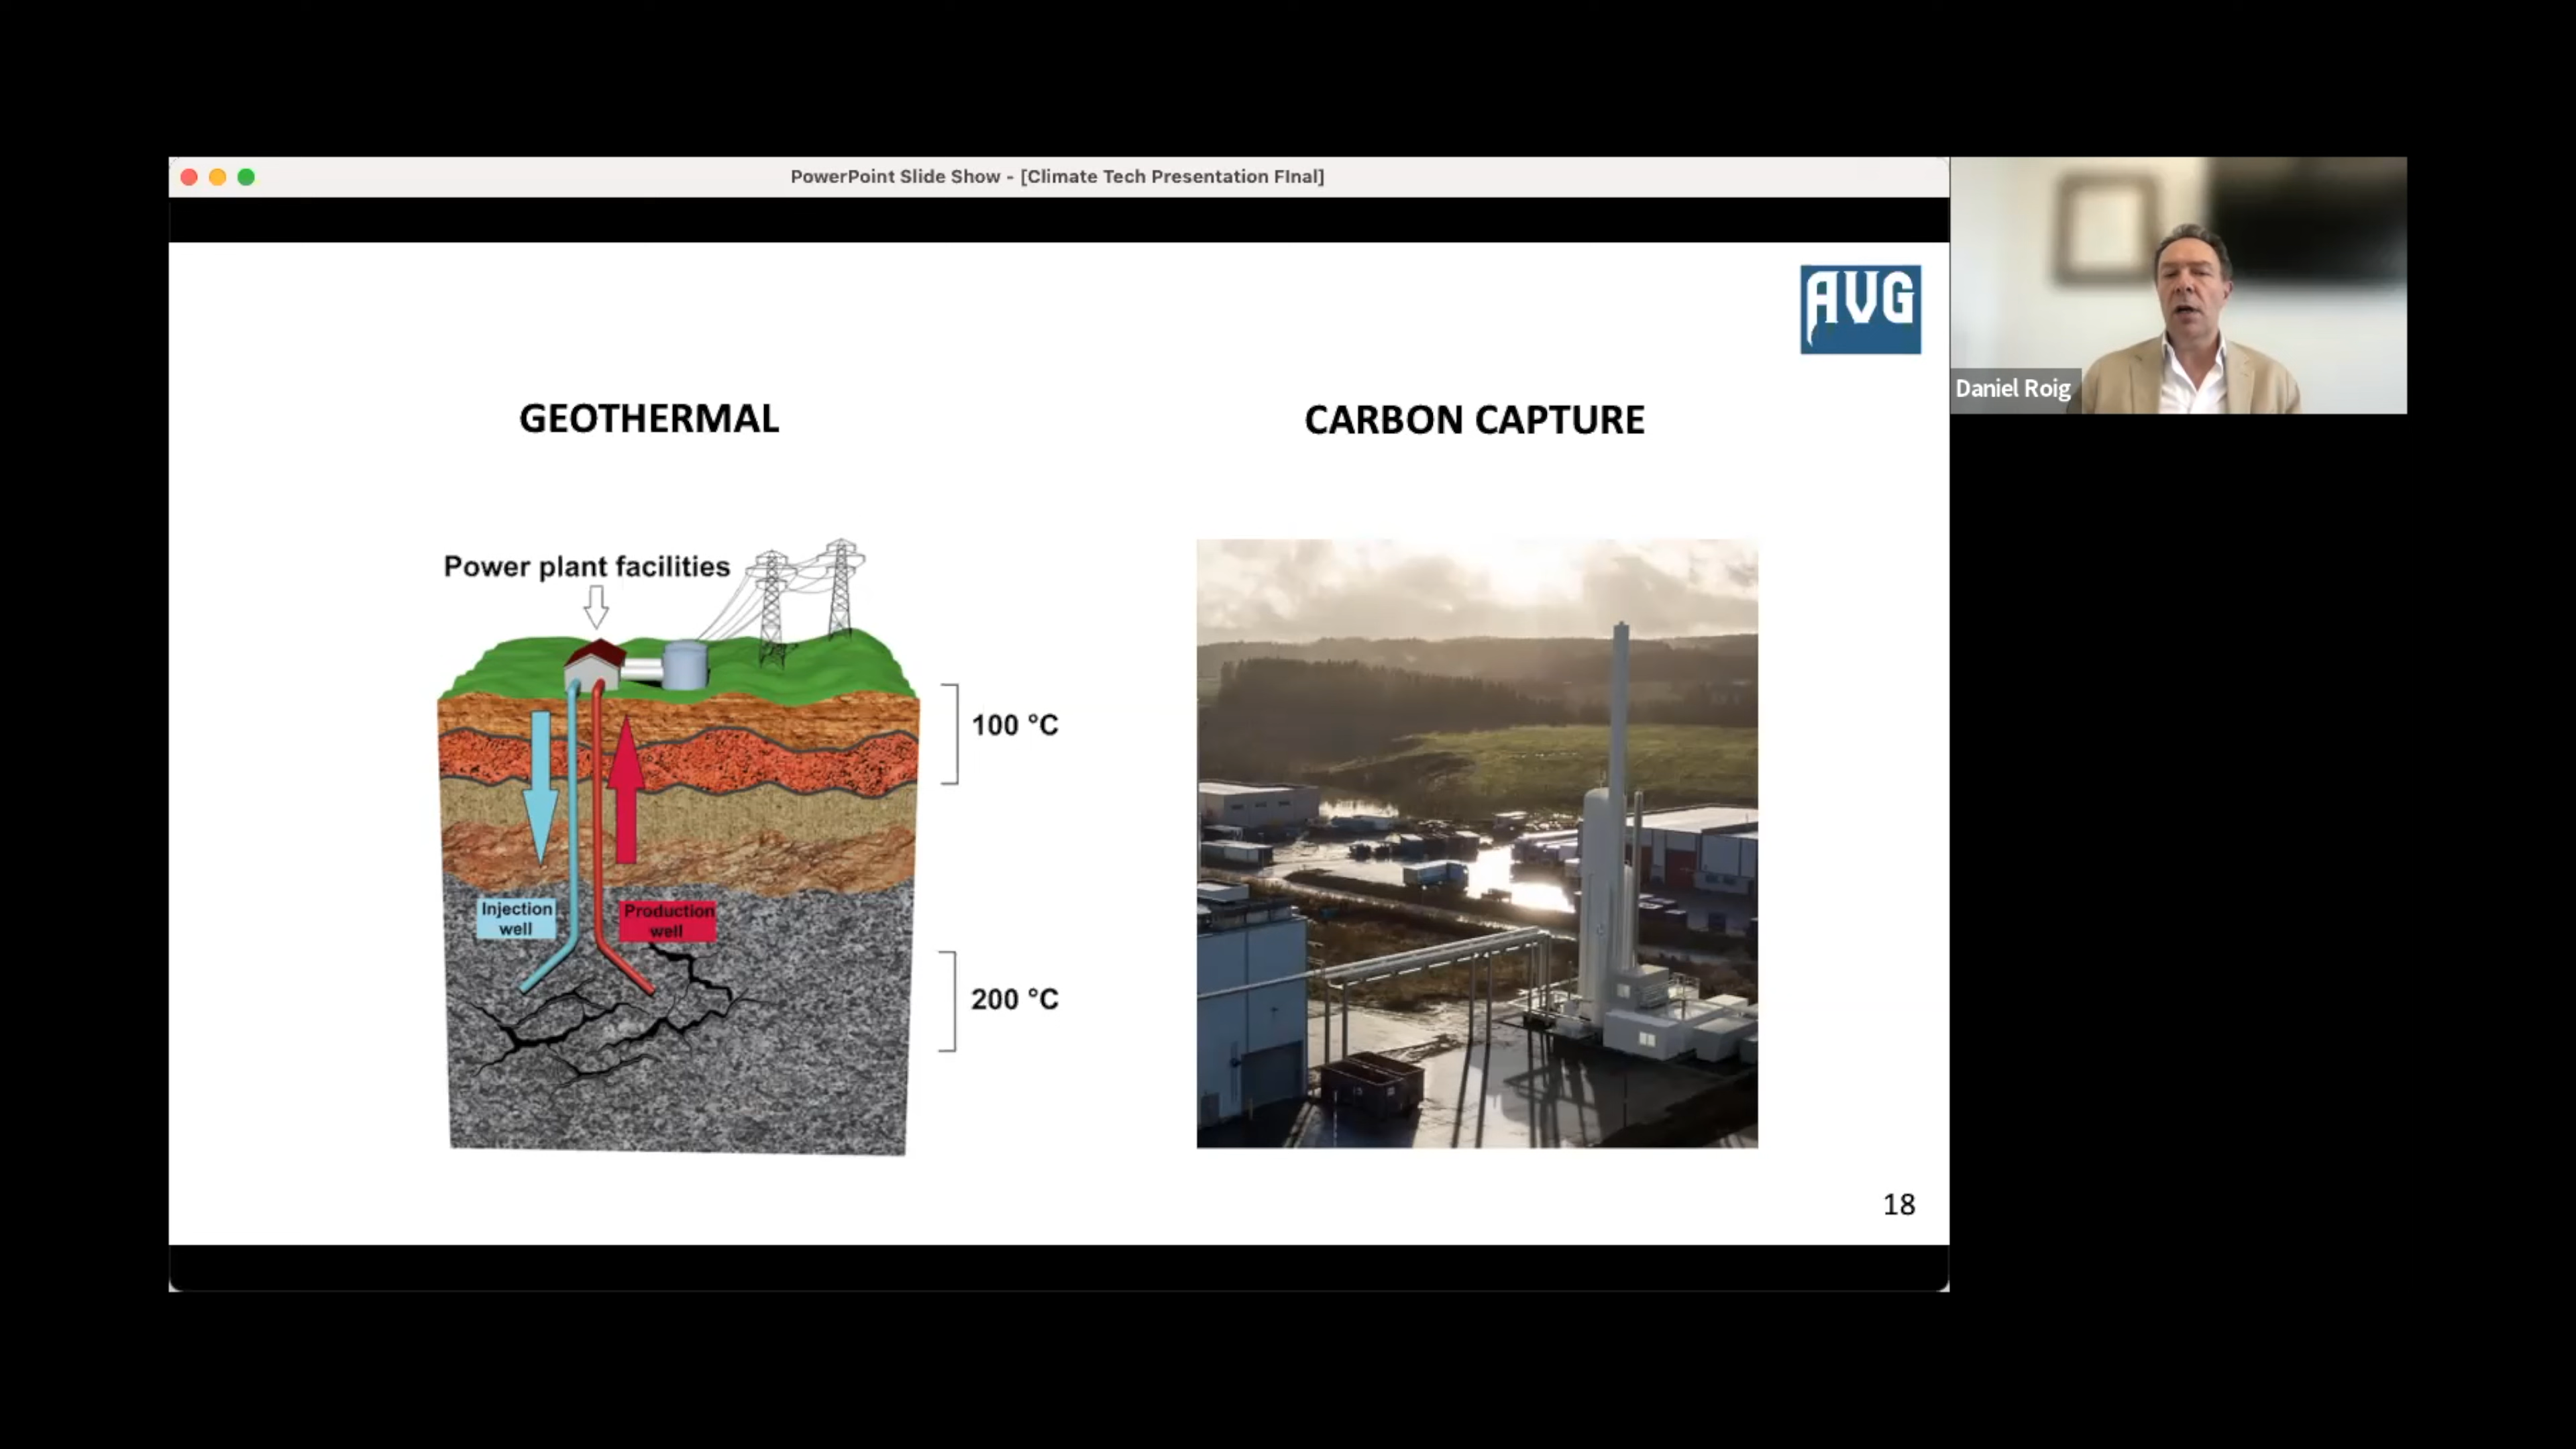 PowerPoint Slide Show - [Climate Tech Presentation FInal]
AVG
Daniel Roig
GEOTHERMAL
CARBON CAPTURE
Power plant facilities
100 °C
Injection
well
Production
well
200 °C
18